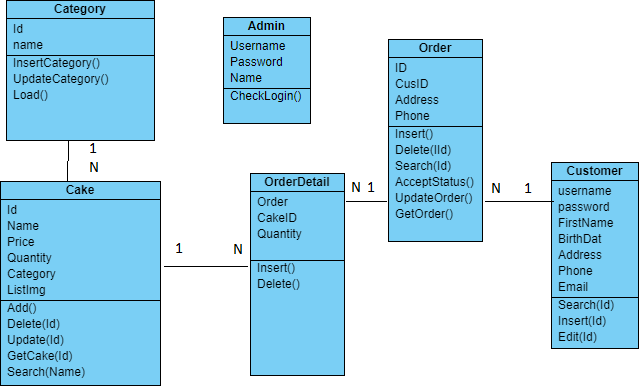 Category
Id
name
InsertCategory()
UpdateCategory()
Load()
1
N
Admin
Username
Password
Name
CheckLogin()
Order
ID
CusID
Address
Phone
Insert()
Delete(IId)
Search(Id)
AcceptStatus()
UpdateOrder()
GetOrder()
Cake
Id
Name
Price
Quantity
Category
ListImg
Add()
Delete(Id)
Update(Id)
GetCake(Id)
Search(Name)
1
N
OrderDetail
Order
CakeID
Quantity
Insert()
Delete()
N
1
N
1
Customer
username
password
FirstName
BirthDat
Address
Phone
Email
Search(Id)
Insert(Id)
Edit(Id)